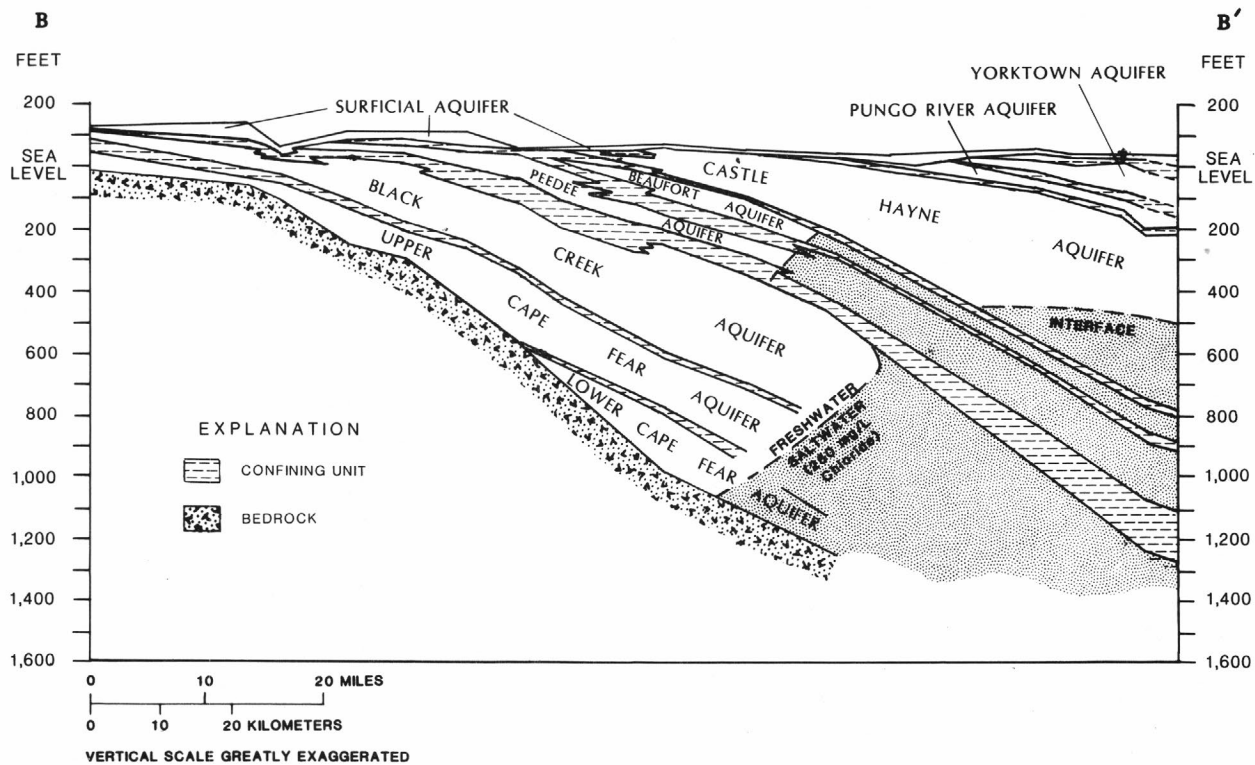 B
B′
FEET
FEET
YORKTOWN AQUIFER
PUNGO RIVER AQUIFER
SURFICIAL AQUIFER
200
200
SEA
LEVEL
SEA
LEVEL
CASTLE
HAYNE
AQUIFER
BEAUFORT
AQUIFER
PEEDEE
AQUIFER
BLACK
CREEK
AQUIFER
UPPER
CAPE
FEAR
AQUIFER
LOWER
CAPE
FEAR
AQUIFER
INTERFACE
FRESHWATER
SALTWATER
(250 mg/L
Chloride)
200
400
600
800
1,000
1,200
1,400
1,600
200
400
600
800
1,000
1,200
1,400
1,600
EXPLANATION
CONFINING UNIT
BEDROCK
0 10 20 MILES
0 10 20 KILOMETERS
VERTICAL SCALE GREATLY EXAGGERATED